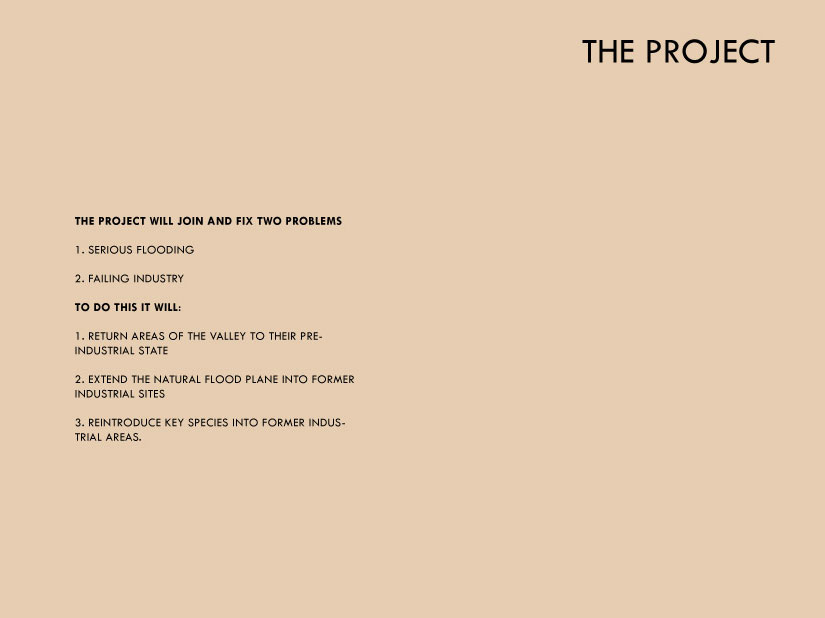 THE PROJECT
THE PROJECT WILL JOIN AND FIX TWO PROBLEMS
1. SERIOUS FLOODING
2. FAILING INDUSTRY
TO DO THIS IT WILL:
1. RETURN AREAS OF THE VALLEY TO THEIR PRE-
INDUSTRIAL STATE
2. EXTEND THE NATURAL FLOOD PLANE INTO FORMER
INDUSTRIAL SITES
3. REINTRODUCE KEY SPECIES INTO FORMER INDUS-
TRIAL AREAS.